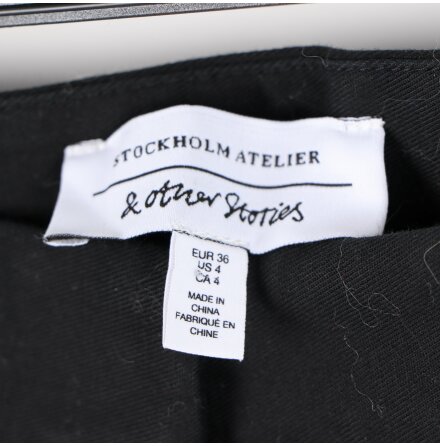 STOCKHOLM ATELIER
& other Stories
EUR 36
US 4
CA 4
MADE IN
CHINA
FABRIQUÉ EN
CHINE